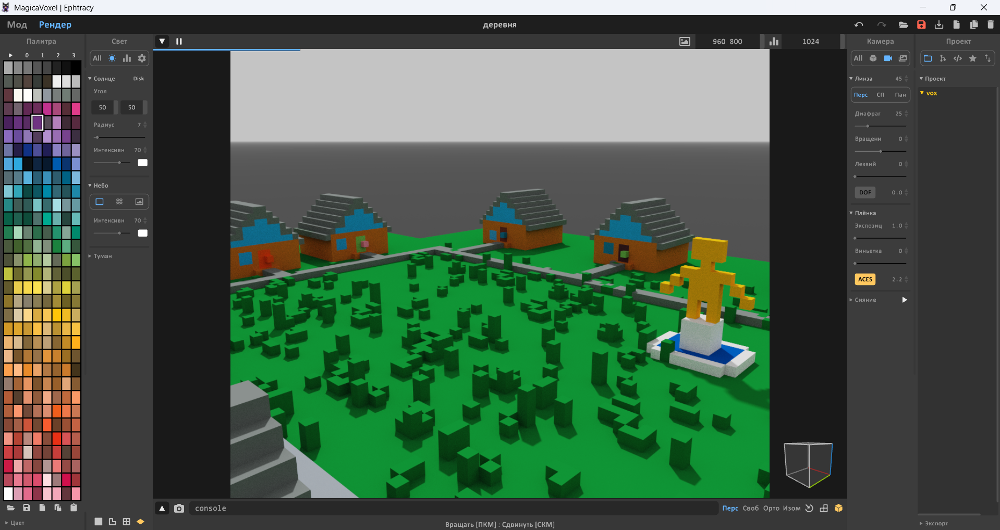 MagicaVoxel | Ephtracy
Мод Рендер
деревня
Палитра
0 1 2 3
Цвет
Свет
All
Солнце Disk
Угол
50 50
Радиус 7
Интенсивн 70
Небо
Интенсивн 70
Туман
960 800
1024
console
Перс Своб Орто Изом
Вращать [ПКМ] : Сдвинуть [СКМ]
Камера
All
Линза 45
Перс СП Пан
Диафраг 25
Вращени 0
Лезвий 0
DOF 0.0
Плёнка
Экспозиц 1.0
Виньетка 0
ACES 2.2
Сияние
Проект
Проект
vox
Экспорт